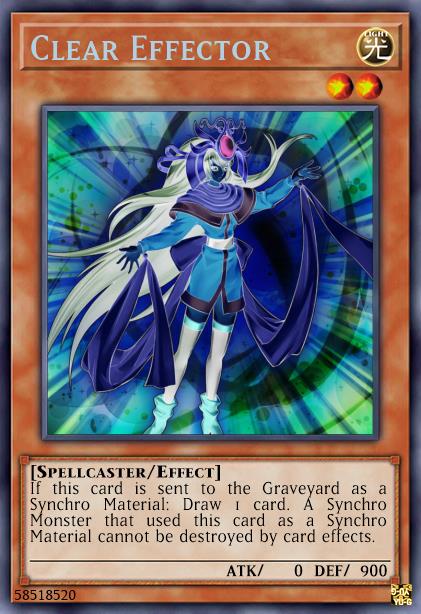 Clear Effector
LIGHT
光
[Spellcaster/Effect]
If this card is sent to the Graveyard as a
Synchro Material: Draw 1 card. A Synchro
Monster that used this card as a Synchro
Material cannot be destroyed by card effects.
ATK/ 0 DEF/ 900
58518520